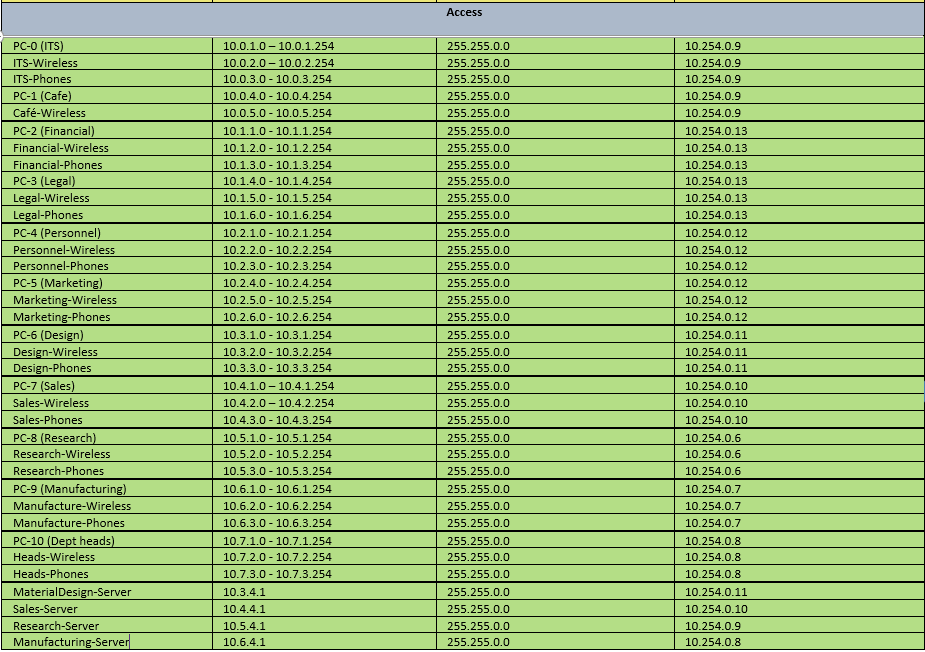 Access
PC-0 (ITS) 10.0.1.0 – 10.0.1.254 255.255.0.0 10.254.0.9
ITS-Wireless 10.0.2.0 – 10.0.2.254 255.255.0.0 10.254.0.9
ITS-Phones 10.0.3.0 - 10.0.3.254 255.255.0.0 10.254.0.9
PC-1 (Cafe) 10.0.4.0 - 10.0.4.254 255.255.0.0 10.254.0.9
Café-Wireless 10.0.5.0 - 10.0.5.254 255.255.0.0 10.254.0.9
PC-2 (Financial) 10.1.1.0 - 10.1.1.254 255.255.0.0 10.254.0.13
Financial-Wireless 10.1.2.0 - 10.1.2.254 255.255.0.0 10.254.0.13
Financial-Phones 10.1.3.0 - 10.1.3.254 255.255.0.0 10.254.0.13
PC-3 (Legal) 10.1.4.0 - 10.1.4.254 255.255.0.0 10.254.0.13
Legal-Wireless 10.1.5.0 - 10.1.5.254 255.255.0.0 10.254.0.13
Legal-Phones 10.1.6.0 - 10.1.6.254 255.255.0.0 10.254.0.13
PC-4 (Personnel) 10.2.1.0 - 10.2.1.254 255.255.0.0 10.254.0.12
Personnel-Wireless 10.2.2.0 - 10.2.2.254 255.255.0.0 10.254.0.12
Personnel-Phones 10.2.3.0 - 10.2.3.254 255.255.0.0 10.254.0.12
PC-5 (Marketing) 10.2.4.0 - 10.2.4.254 255.255.0.0 10.254.0.12
Marketing-Wireless 10.2.5.0 - 10.2.5.254 255.255.0.0 10.254.0.12
Marketing-Phones 10.2.6.0 - 10.2.6.254 255.255.0.0 10.254.0.12
PC-6 (Design) 10.3.1.0 - 10.3.1.254 255.255.0.0 10.254.0.11
Design-Wireless 10.3.2.0 - 10.3.2.254 255.255.0.0 10.254.0.11
Design-Phones 10.3.3.0 - 10.3.3.254 255.255.0.0 10.254.0.11
PC-7 (Sales) 10.4.1.0 – 10.4.1.254 255.255.0.0 10.254.0.10
Sales-Wireless 10.4.2.0 – 10.4.2.254 255.255.0.0 10.254.0.10
Sales-Phones 10.4.3.0 - 10.4.3.254 255.255.0.0 10.254.0.10
PC-8 (Research) 10.5.1.0 - 10.5.1.254 255.255.0.0 10.254.0.6
Research-Wireless 10.5.2.0 - 10.5.2.254 255.255.0.0 10.254.0.6
Research-Phones 10.5.3.0 - 10.5.3.254 255.255.0.0 10.254.0.6
PC-9 (Manufacturing) 10.6.1.0 - 10.6.1.254 255.255.0.0 10.254.0.7
Manufacture-Wireless 10.6.2.0 - 10.6.2.254 255.255.0.0 10.254.0.7
Manufacture-Phones 10.6.3.0 - 10.6.3.254 255.255.0.0 10.254.0.7
PC-10 (Dept heads) 10.7.1.0 - 10.7.1.254 255.255.0.0 10.254.0.8
Heads-Wireless 10.7.2.0 - 10.7.2.254 255.255.0.0 10.254.0.8
Heads-Phones 10.7.3.0 - 10.7.3.254 255.255.0.0 10.254.0.8
MaterialDesign-Server 10.3.4.1 255.255.0.0 10.254.0.11
Sales-Server 10.4.4.1 255.255.0.0 10.254.0.10
Research-Server 10.5.4.1 255.255.0.0 10.254.0.9
Manufacturing-Server 10.6.4.1 255.255.0.0 10.254.0.8